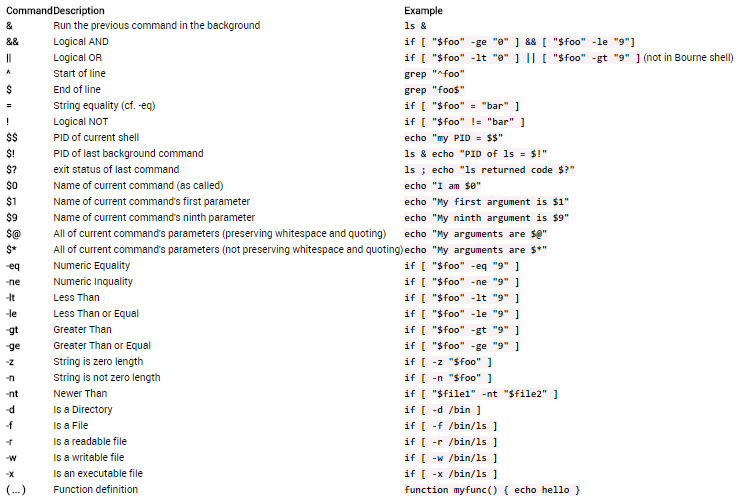 Command Description Example
& Run the previous command in the background ls &
&& Logical AND if [ "$foo" -ge "0" ] && [ "$foo" -le "9"]
|| Logical OR if [ "$foo" -lt "0" ] || [ "$foo" -gt "9" ] (not in Bourne shell)
^ Start of line grep "^foo"
$ End of line grep "foo$"
= String equality (cf. -eq) if [ "$foo" = "bar" ]
! Logical NOT if [ "$foo" != "bar" ]
$$ PID of current shell echo "my PID = $$"
$! PID of last background command ls & echo "PID of ls = $!"
$? exit status of last command ls ; echo "ls returned code $?"
$0 Name of current command (as called) echo "I am $0"
$1 Name of current command's first parameter echo "My first argument is $1"
$9 Name of current command's ninth parameter echo "My ninth argument is $9"
$@ All of current command's parameters (preserving whitespace and quoting) echo "My arguments are $@"
$* All of current command's parameters (not preserving whitespace and quoting) echo "My arguments are $*"
-eq Numeric Equality if [ "$foo" -eq "9" ]
-ne Numeric Inquality if [ "$foo" -ne "9" ]
-lt Less Than if [ "$foo" -lt "9" ]
-le Less Than or Equal if [ "$foo" -le "9" ]
-gt Greater Than if [ "$foo" -gt "9" ]
-ge Greater Than or Equal if [ "$foo" -ge "9" ]
-z String is zero length if [ -z "$foo" ]
-n String is not zero length if [ -n "$foo" ]
-nt Newer Than if [ "$file1" -nt "$file2" ]
-d Is a Directory if [ -d /bin ]
-f Is a File if [ -f /bin/ls ]
-r Is a readable file if [ -r /bin/ls ]
-w Is a writable file if [ -w /bin/ls ]
-x Is an executable file if [ -x /bin/ls ]
(...) Function definition function myfunc() { echo hello }